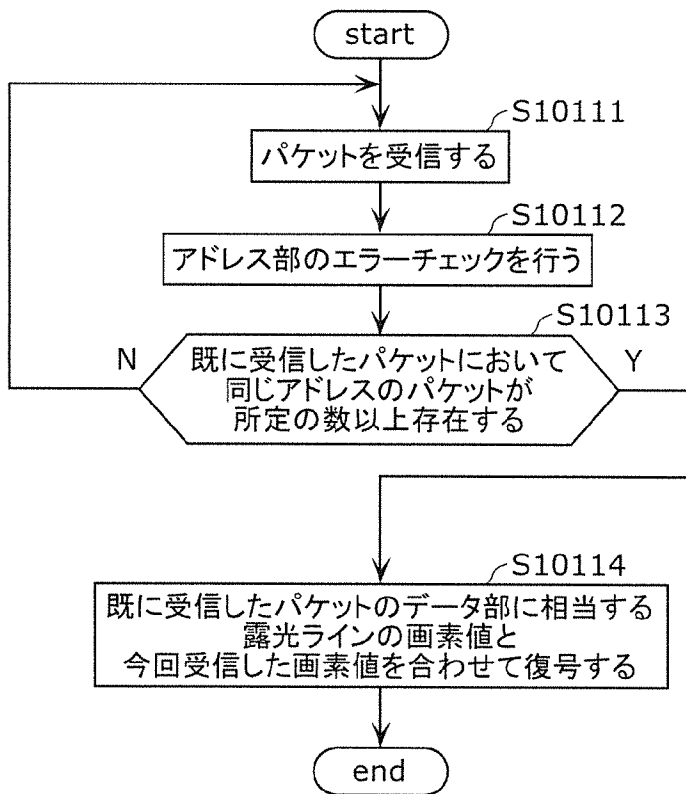 start
S10111
パケットを受信する
S10112
アドレス部のエラーチェックを行う
S10113
N
既に受信したパケットにおいて
同じアドレスのパケットが
所定の数以上存在する
Y
S10114
既に受信したパケットのデータ部に相当する
露光ラインの画素値と
今回受信した画素値を合わせて復号する
end